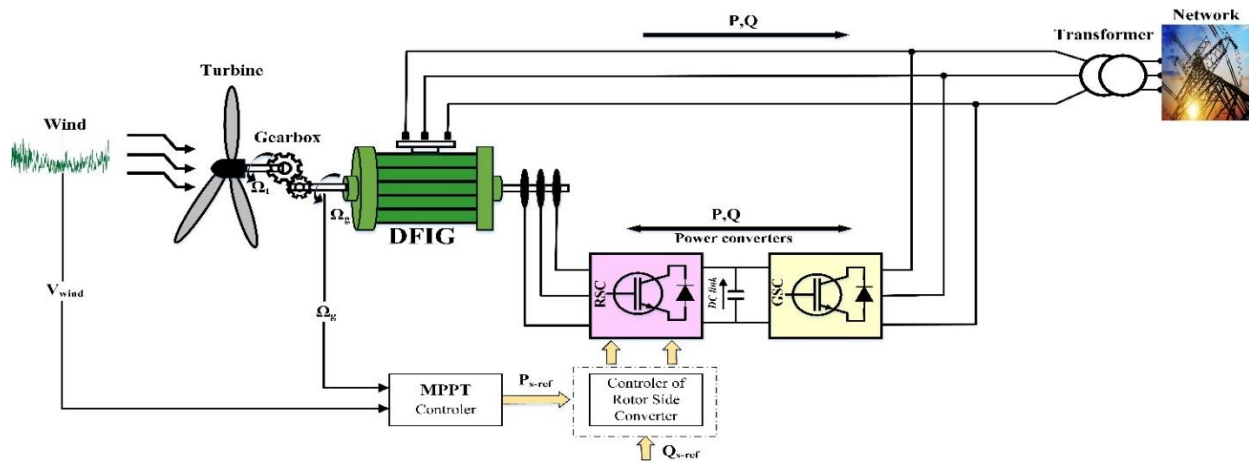 Network
P,Q
Transformer
Turbine
Wind
Gearbox
Ωt
Ωg
DFIG
P,Q
Power converters
RSC
DC link
GSC
Vwind
Ωg
MPPT
Controler
Ps-ref
Controler of
Rotor Side
Converter
Qs-ref